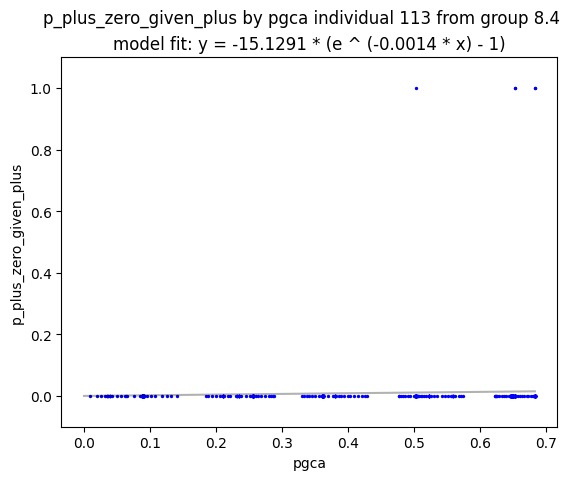 p_plus_zero_given_plus by pgca individual 113 from group 8.4
model fit: y = -15.1291 * (e ^ (-0.0014 * x) - 1)
1.0
0.8
0.6
0.4
0.2
0.0
p_plus_zero_given_plus
0.0 0.1 0.2 0.3 0.4 0.5 0.6 0.7
pgca